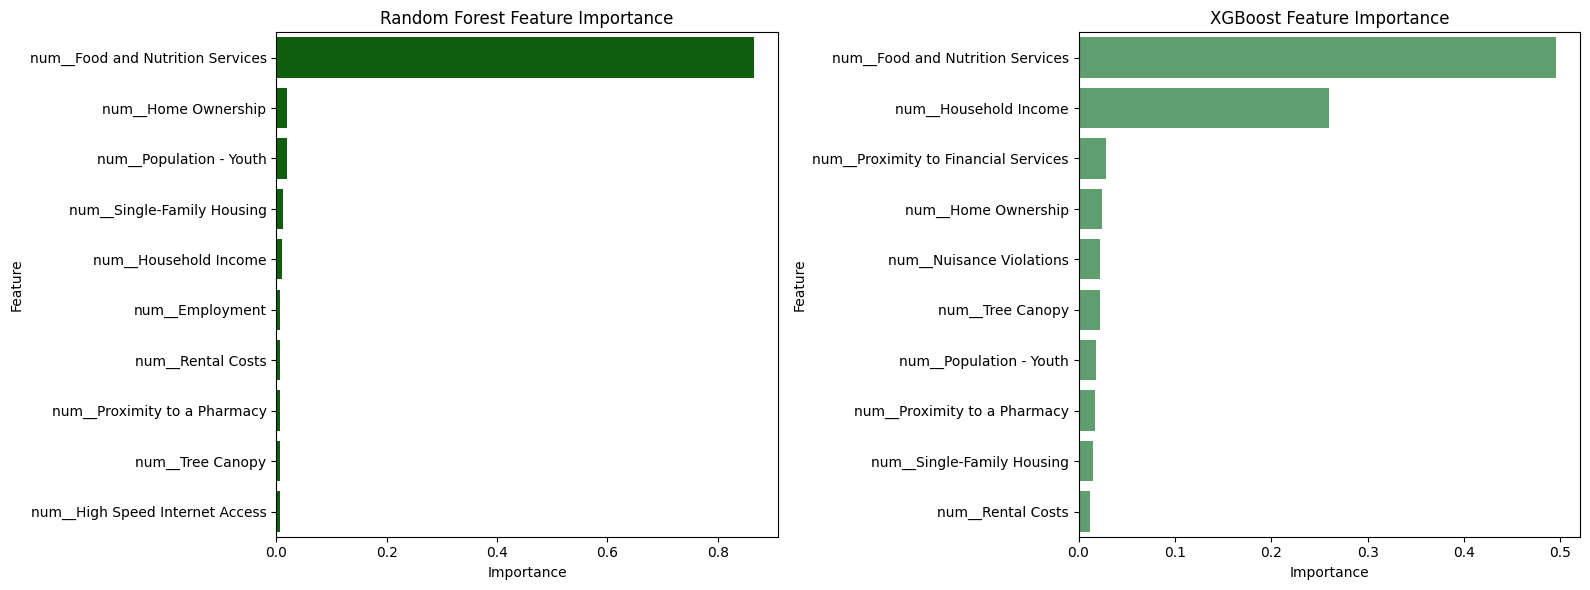 Random Forest Feature Importance
num__Food and Nutrition Services
num__Home Ownership
num__Population - Youth
num__Single-Family Housing
num__Household Income
num__Employment
num__Rental Costs
num__Proximity to a Pharmacy
num__Tree Canopy
num__High Speed Internet Access
Feature
0.0 0.2 0.4 0.6 0.8
Importance
XGBoost Feature Importance
num__Food and Nutrition Services
num__Household Income
num__Proximity to Financial Services
num__Home Ownership
num__Nuisance Violations
num__Tree Canopy
num__Population - Youth
num__Proximity to a Pharmacy
num__Single-Family Housing
num__Rental Costs
Feature
0.0 0.1 0.2 0.3 0.4 0.5
Importance